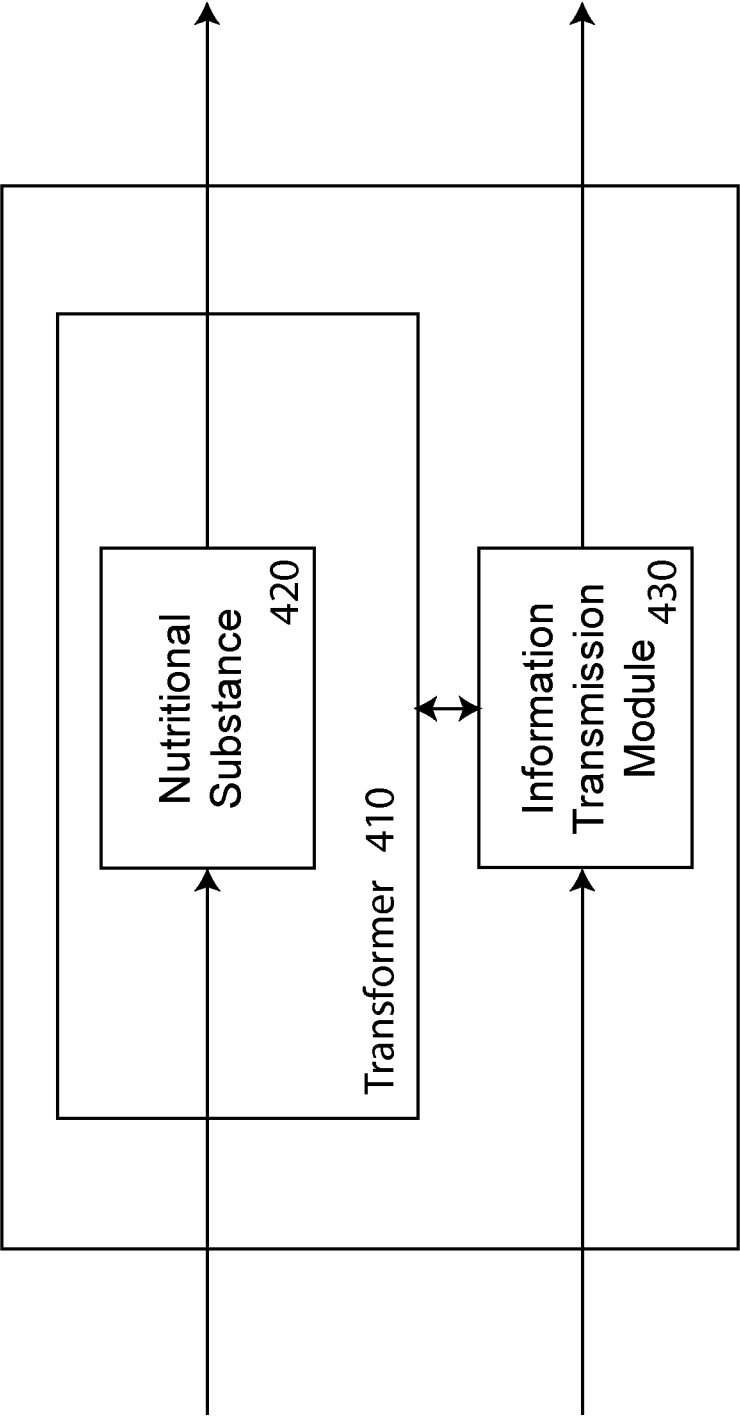 Nutritional
Substance
420
Transformer 410
Information
Transmission
Module 430